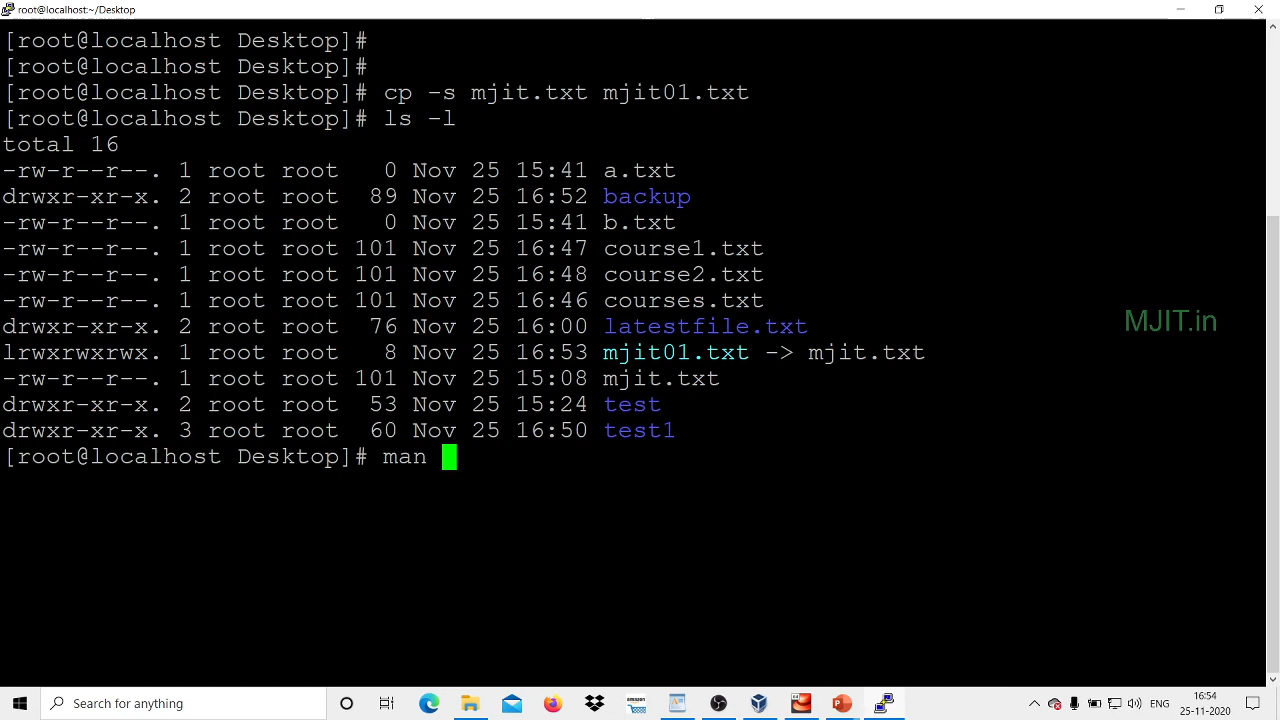 root@localhost:~/Desktop
[root@localhost Desktop]#
[root@localhost Desktop]#
[root@localhost Desktop]# cp -s mjit.txt mjit01.txt
[root@localhost Desktop]# ls -l
total 16
-rw-r--r--. 1 root root   0 Nov 25 15:41 a.txt
drwxr-xr-x. 2 root root  89 Nov 25 16:52 backup
-rw-r--r--. 1 root root   0 Nov 25 15:41 b.txt
-rw-r--r--. 1 root root 101 Nov 25 16:47 course1.txt
-rw-r--r--. 1 root root 101 Nov 25 16:48 course2.txt
-rw-r--r--. 1 root root 101 Nov 25 16:46 courses.txt
drwxr-xr-x. 2 root root  76 Nov 25 16:00 latestfile.txt
MJIT.in
lrwxrwxrwx. 1 root root   8 Nov 25 16:53 mjit01.txt -> mjit.txt
-rw-r--r--. 1 root root 101 Nov 25 15:08 mjit.txt
drwxr-xr-x. 2 root root  53 Nov 25 15:24 test
drwxr-xr-x. 3 root root  60 Nov 25 16:50 test1
[root@localhost Desktop]# man
Search for anything
amazon
ENG
16:54
25-11-2020